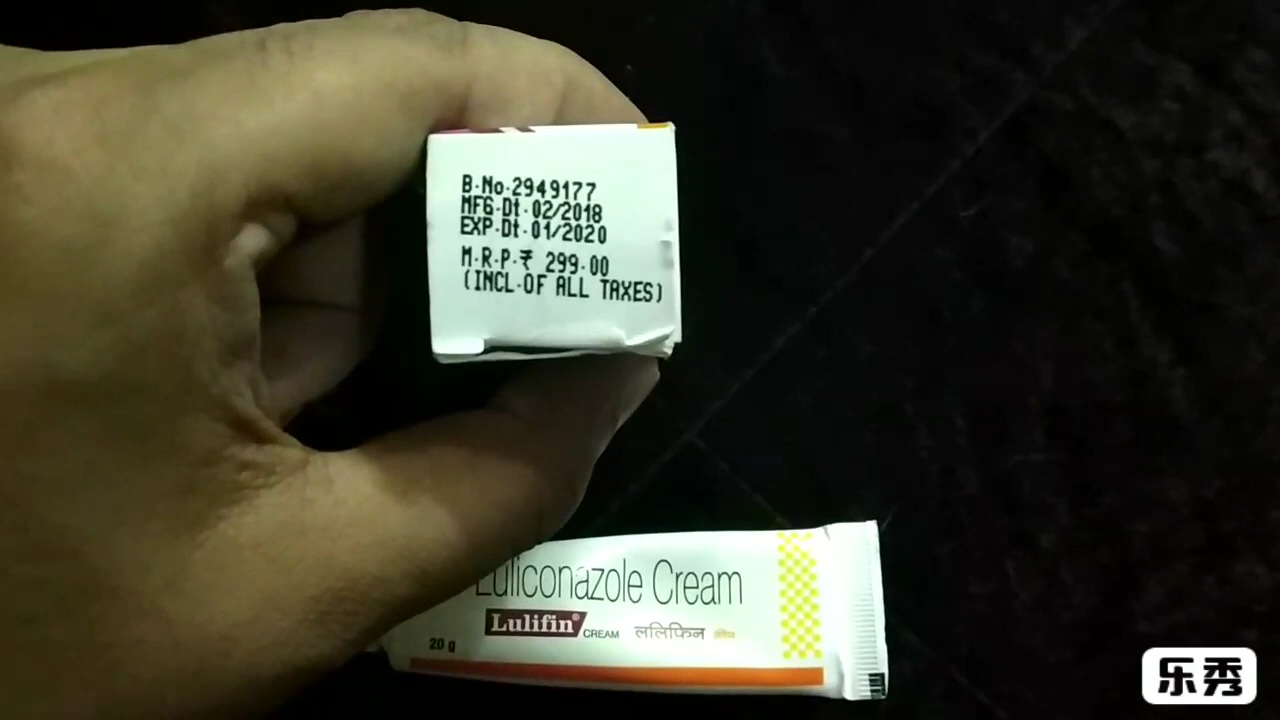 B.No.2949177
MFG.Dt.02/2018
EXP.Dt.01/2020
M.R.P.₹ 299.00
(INCL.OF ALL TAXES)
Luliconazole Cream
Lulifin® CREAM ललिफिन
20 g
乐秀